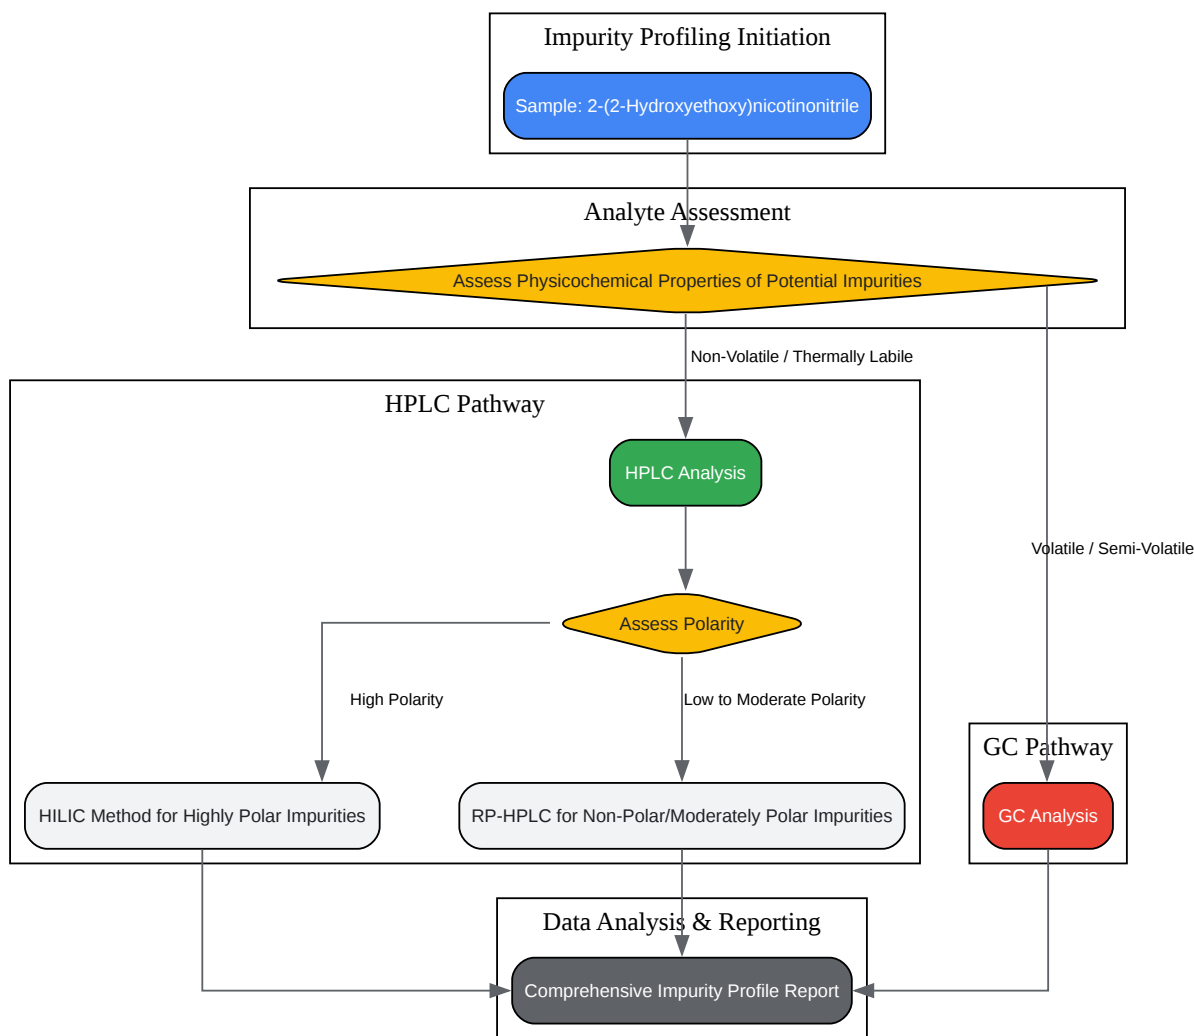 Impurity Profiling Initiation
Sample: 2-(2-Hydroxyethoxy)nicotinonitrile
Analyte Assessment
Assess Physicochemical Properties of Potential Impurities
Non-Volatile / Thermally Labile
HPLC Pathway
HPLC Analysis
Volatile / Semi-Volatile
Assess Polarity
High Polarity
Low to Moderate Polarity
GC Pathway
HILIC Method for Highly Polar Impurities
RP-HPLC for Non-Polar/Moderately Polar Impurities
GC Analysis
Data Analysis & Reporting
Comprehensive Impurity Profile Report